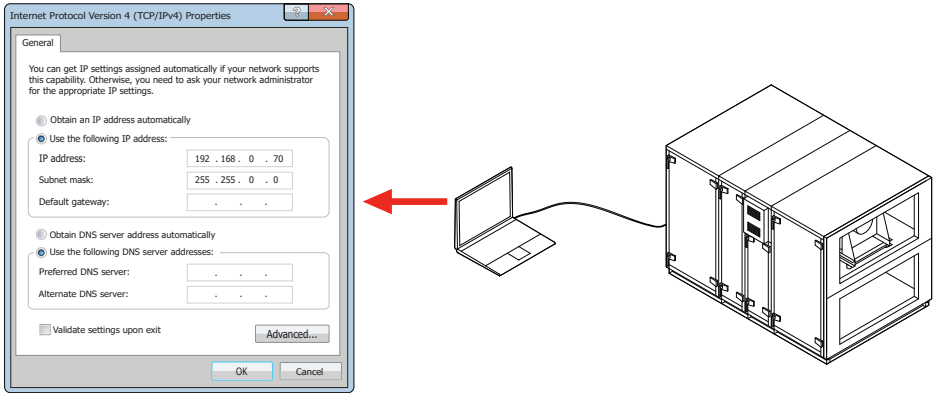 Internet Protocol Version 4 (TCP/IPv4) Properties
?
X
General
You can get IP settings assigned automatically if your network supports
this capability. Otherwise, you need to ask your network administrator
for the appropriate IP settings.
Obtain an IP address automatically
Use the following IP address:
IP address: 192 . 168 . 0 . 70
Subnet mask: 255 . 255 . 0 . 0
Default gateway: . . .
Obtain DNS server address automatically
Use the following DNS server addresses:
Preferred DNS server: . . .
Alternate DNS server: . . .
Validate settings upon exit
Advanced...
OK Cancel